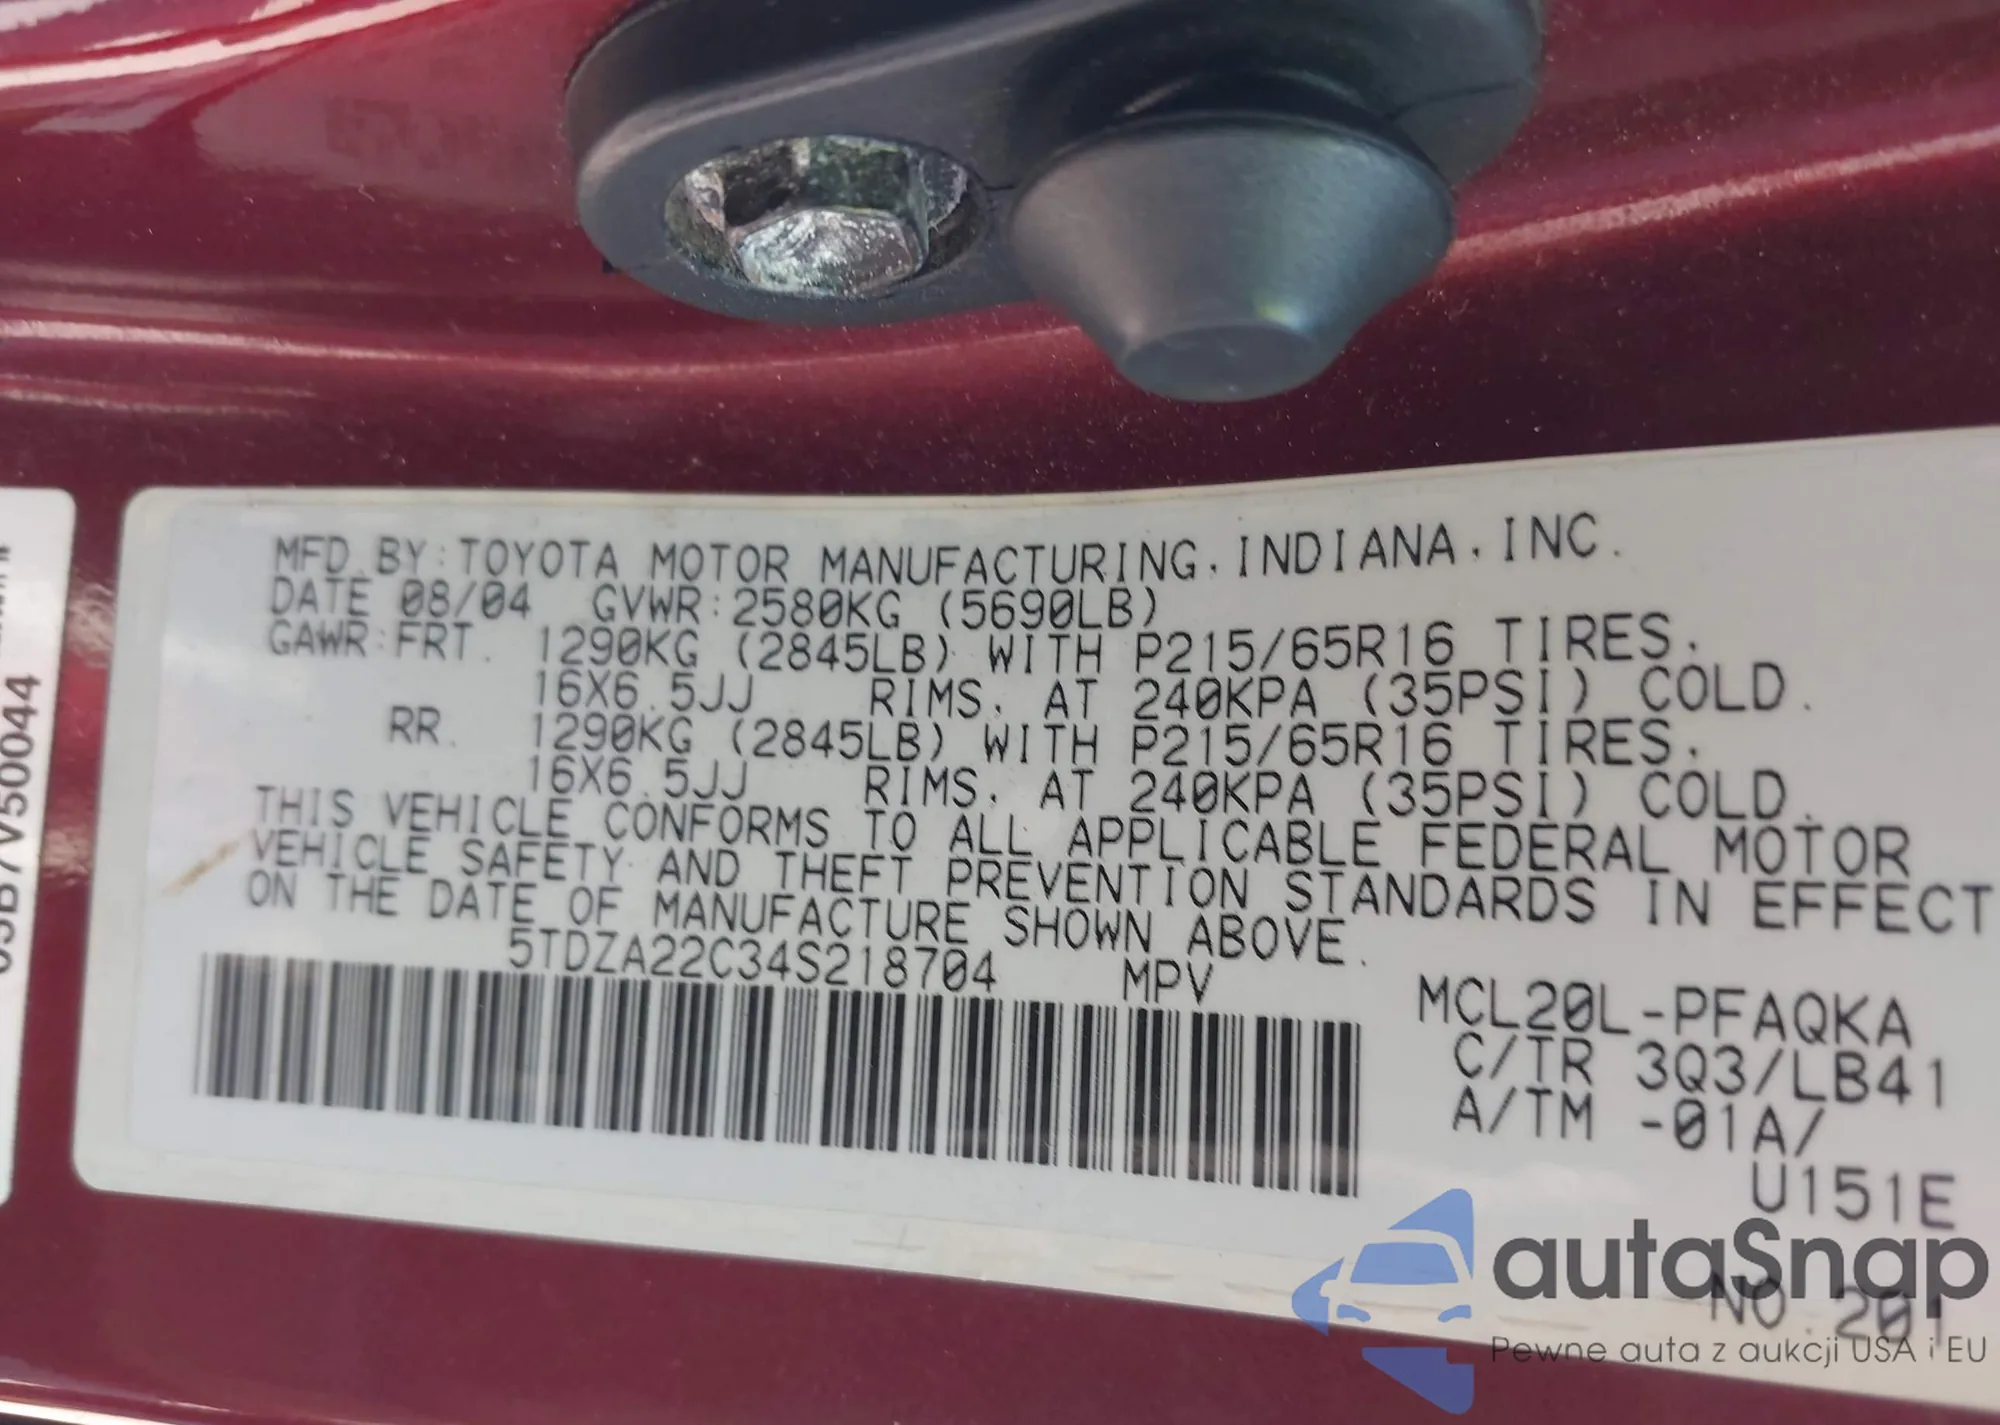 MFD.BY:TOYOTA MOTOR MANUFACTURING, INDIANA, INC.
DATE 08/04 GVWR:2580KG (5690LB)
GAWR:FRT. 1290KG (2845LB) WITH P215/65R16 TIRES.
16X6.5JJ RIMS, AT 240KPA (35PSI) COLD.
RR. 1290KG (2845LB) WITH P215/65R16 TIRES.
16X6.5JJ RIMS, AT 240KPA (35PSI) COLD.
THIS VEHICLE CONFORMS TO ALL APPLICABLE FEDERAL MOTOR
VEHICLE SAFETY AND THEFT PREVENTION STANDARDS IN EFFECT
ON THE DATE OF MANUFACTURE SHOWN ABOVE.
5TDZA22C34S218704 MPV
MCL20L-PFAQKA
C/TR 3Q3/LB41
A/TM -01A/
U151E
NO.201
autaSnap
Pewne auta z aukcji USA i EU